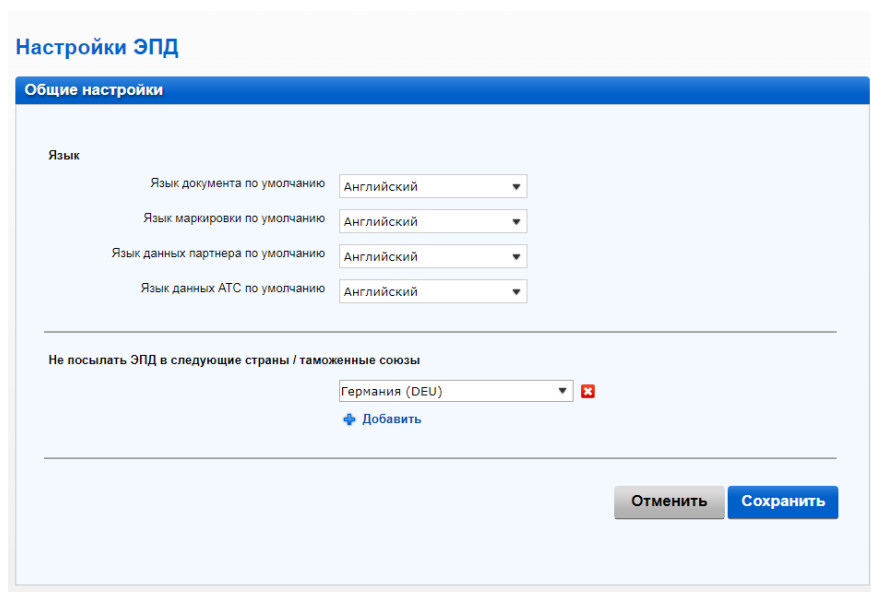 Настройки ЭПД
Общие настройки
Язык
Язык документа по умолчанию Английский
Язык маркировки по умолчанию Английский
Язык данных партнера по умолчанию Английский
Язык данных АТС по умолчанию Английский
Не посылать ЭПД в следующие страны / таможенные союзы
Германия (DEU)
Добавить
Отменить Сохранить